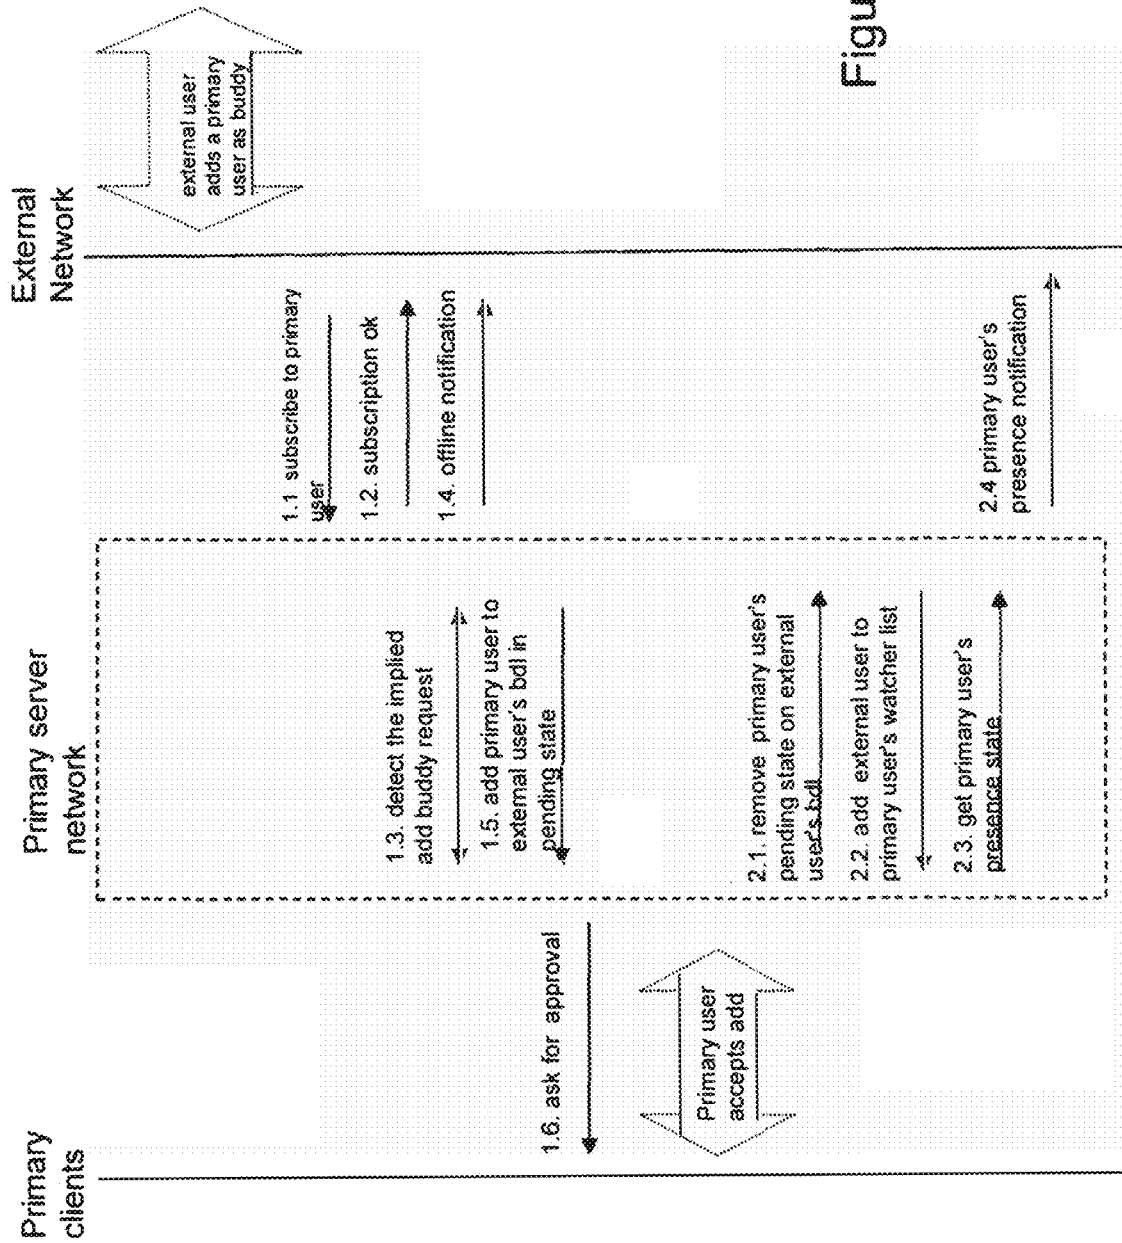 Primary
clients
Primary server
network
External
Network
external user
adds a primary
user as buddy
1.1 subscribe to primary
user
1.2. subscription ok
1.3. detect the implied
add buddy request
1.4. offline notification
1.5. add primary user to
external user's bdl in
pending state
1.6. ask for approval
Primary user
accepts add
2.1. remove primary user's
pending state on external
user's bdl
2.2. add external user to
primary user's watcher list
2.3. get primary user's
presence state
2.4 primary user's
presence notification
Figu